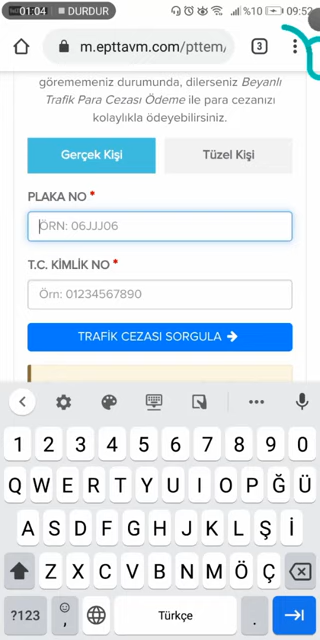 01:04 DURDUR %10 09:52
m.epttavm.com/pttem/ 3
görememeniz durumunda, dilerseniz Beyanlı
Trafik Para Cezası Ödeme ile para cezanızı
kolaylıkla ödeyebilirsiniz.
Gerçek Kişi Tüzel Kişi
PLAKA NO *
ÖRN: 06JJJ06
T.C. KİMLİK NO *
Örn: 01234567890
TRAFİK CEZASI SORGULA →
1 2 3 4 5 6 7 8 9 0
Q W E R T Y U I O P Ğ Ü
A S D F G H J K L Ş İ
Z X C V B N M Ö Ç
?123 , Türkçe .